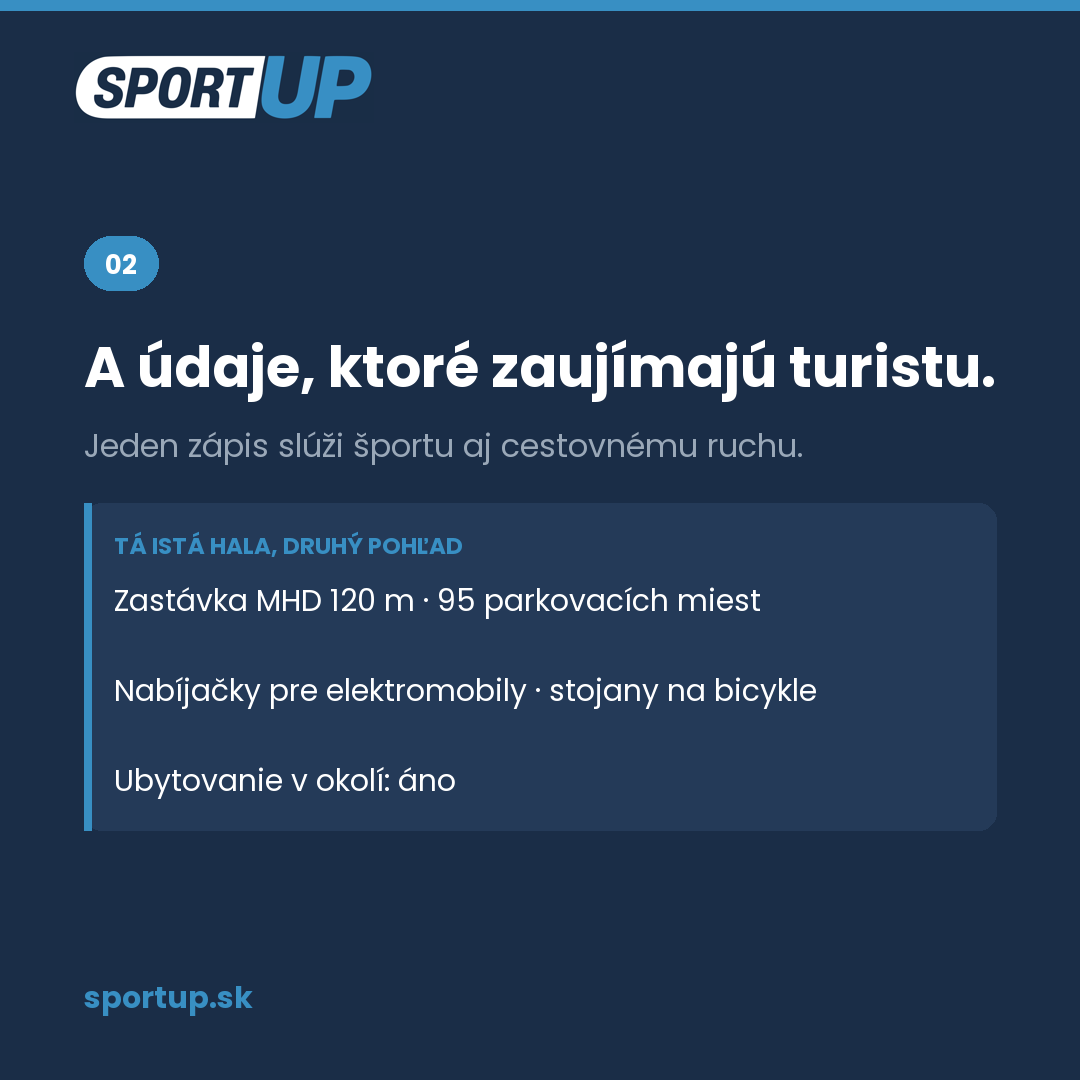 SPORTUP
02
A údaje, ktoré zaujímajú turistu.
Jeden zápis slúži športu aj cestovnému ruchu.
TÁ ISTÁ HALA, DRUHÝ POHĽAD
Zastávka MHD 120 m · 95 parkovacích miest
Nabíjačky pre elektromobily · stojany na bicykle
Ubytovanie v okolí: áno
sportup.sk